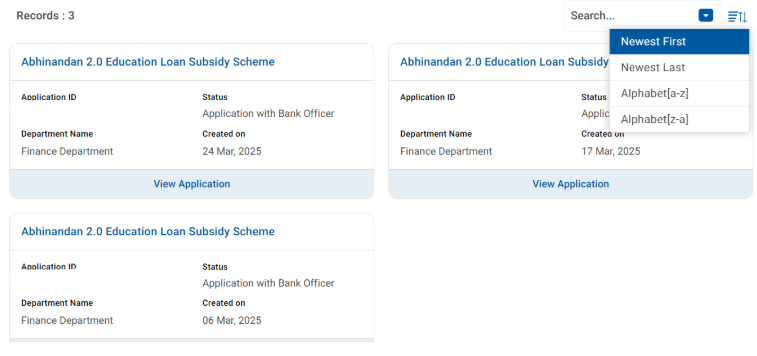 Records : 3
Search...
Newest First
Newest Last
Alphabet[a-z]
Alphabet[z-a]
Abhinandan 2.0 Education Loan Subsidy Scheme
Application ID
Status
Application with Bank Officer
Department Name
Created on
Finance Department
24 Mar, 2025
View Application
Abhinandan 2.0 Education Loan Subsidy
Application ID
Status
Department Name
Created on
Finance Department
17 Mar, 2025
View Application
Abhinandan 2.0 Education Loan Subsidy Scheme
Application ID
Status
Application with Bank Officer
Department Name
Created on
Finance Department
06 Mar, 2025